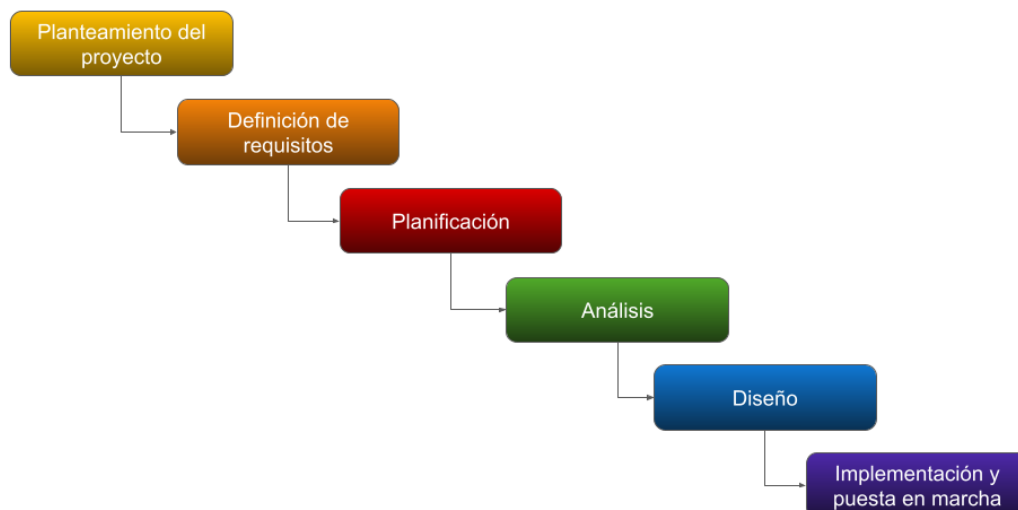 Planteamiento del
proyecto
Definición de
requisitos
Planificación
Análisis
Diseño
Implementación y
puesta en marcha